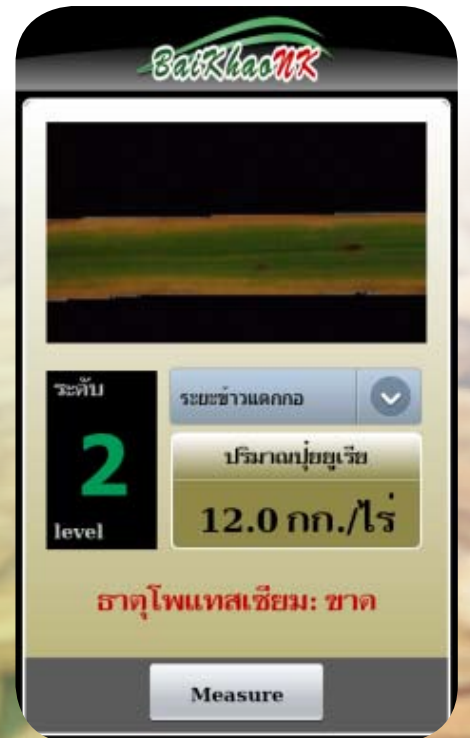 BaiKhaoNK
ระดับ
2
level
ระยะข้าวแตกกอ
ปริมาณปุ๋ยยูเรีย
12.0 กก./ไร่
ธาตุโพแทสเซียม: ขาด
Measure